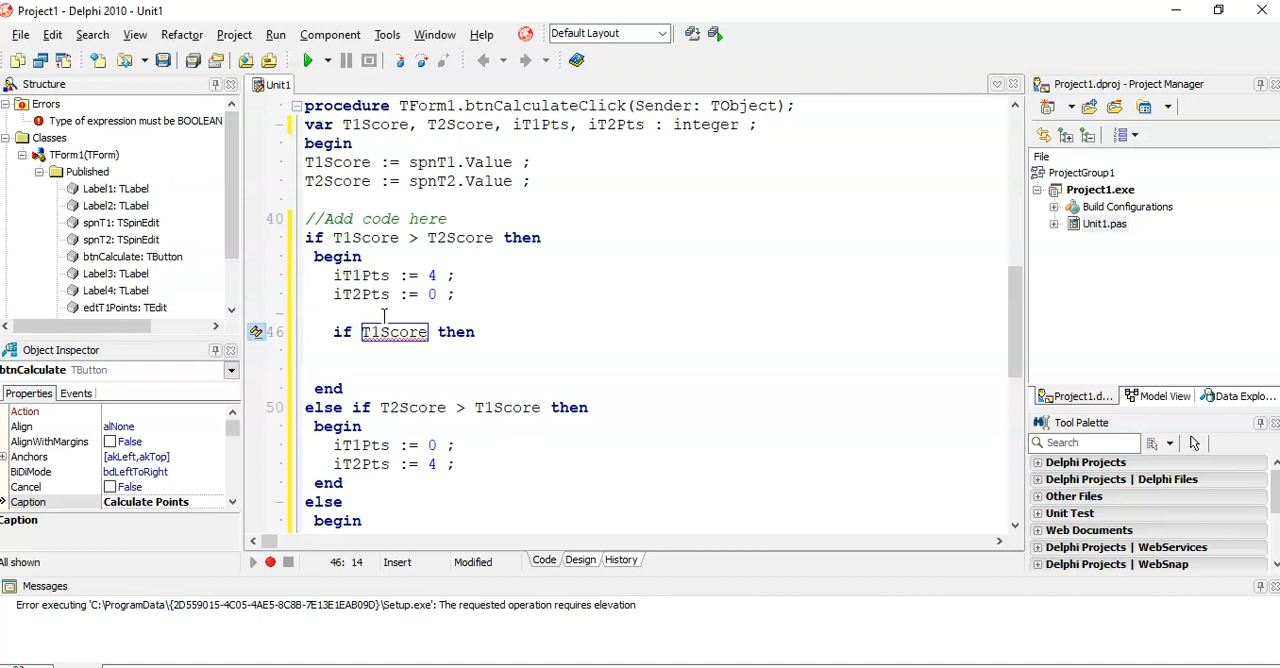 Project1 - Delphi 2010 - Unit1
File Edit Search View Refactor Project Run Component Tools Window Help Default Layout
Structure
Errors
Type of expression must be BOOLEAN
Classes
TForm1(TForm)
Published
Label1: TLabel
Label2: TLabel
spnT1: TSpinEdit
spnT2: TSpinEdit
btnCalculate: TButton
Label3: TLabel
Label4: TLabel
edtT1Points: TEdit
Object Inspector
btnCalculate TButton
Properties Events
Action
Align alNone
AlignWithMargins False
Anchors [akLeft,akTop]
BiDiMode bdLeftToRight
Cancel False
Caption Calculate Points
Caption
All shown
Unit1
procedure TForm1.btnCalculateClick(Sender: TObject);
var T1Score, T2Score, iT1Pts, iT2Pts : integer ;
begin
T1Score := spnT1.Value ;
T2Score := spnT2.Value ;
40 //Add code here
if T1Score > T2Score then
begin
iT1Pts := 4 ;
iT2Pts := 0 ;
46 if T1Score then
end
50 else if T2Score > T1Score then
begin
iT1Pts := 0 ;
iT2Pts := 4 ;
end
else
begin
46: 14 Insert Modified Code Design History
Project1.dproj - Project Manager
File
ProjectGroup1
Project1.exe
Build Configurations
Unit1.pas
Project1.d... Model View Data Explo...
Tool Palette
Search
Delphi Projects
Delphi Projects | Delphi Files
Other Files
Unit Test
Web Documents
Delphi Projects | WebServices
Delphi Projects | WebSnap
Messages
Error executing 'C:\ProgramData\{2D559015-4C05-4AE5-8C8B-7E13E1EAB09D}\Setup.exe': The requested operation requires elevation